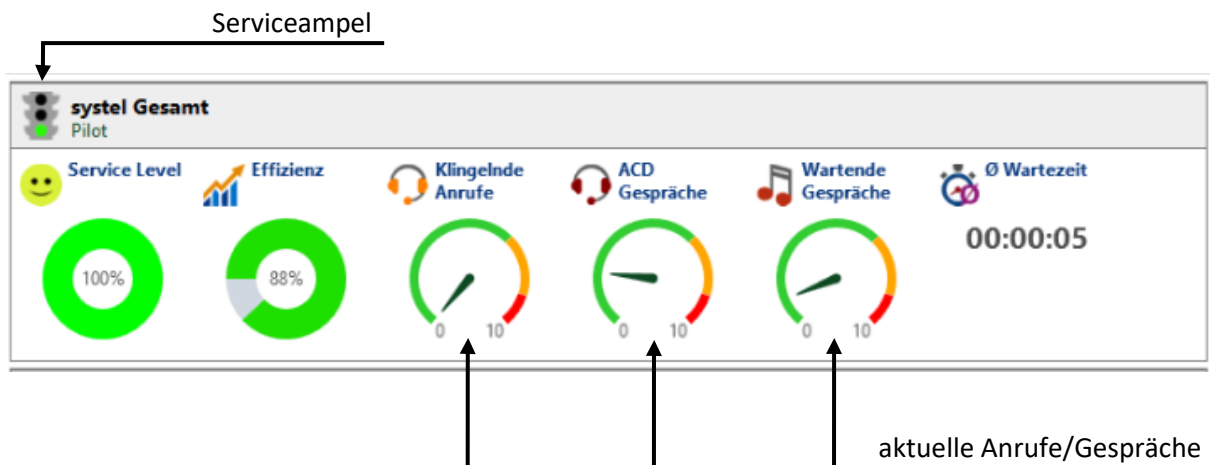 Serviceampel
systel Gesamt
Pilot
Service Level
Effizienz
Klingelnde
Anrufe
ACD
Gespräche
Wartende
Gespräche
Ø Wartezeit
100%
88%
0 10
0 10
0 10
00:00:05
aktuelle Anrufe/Gespräche